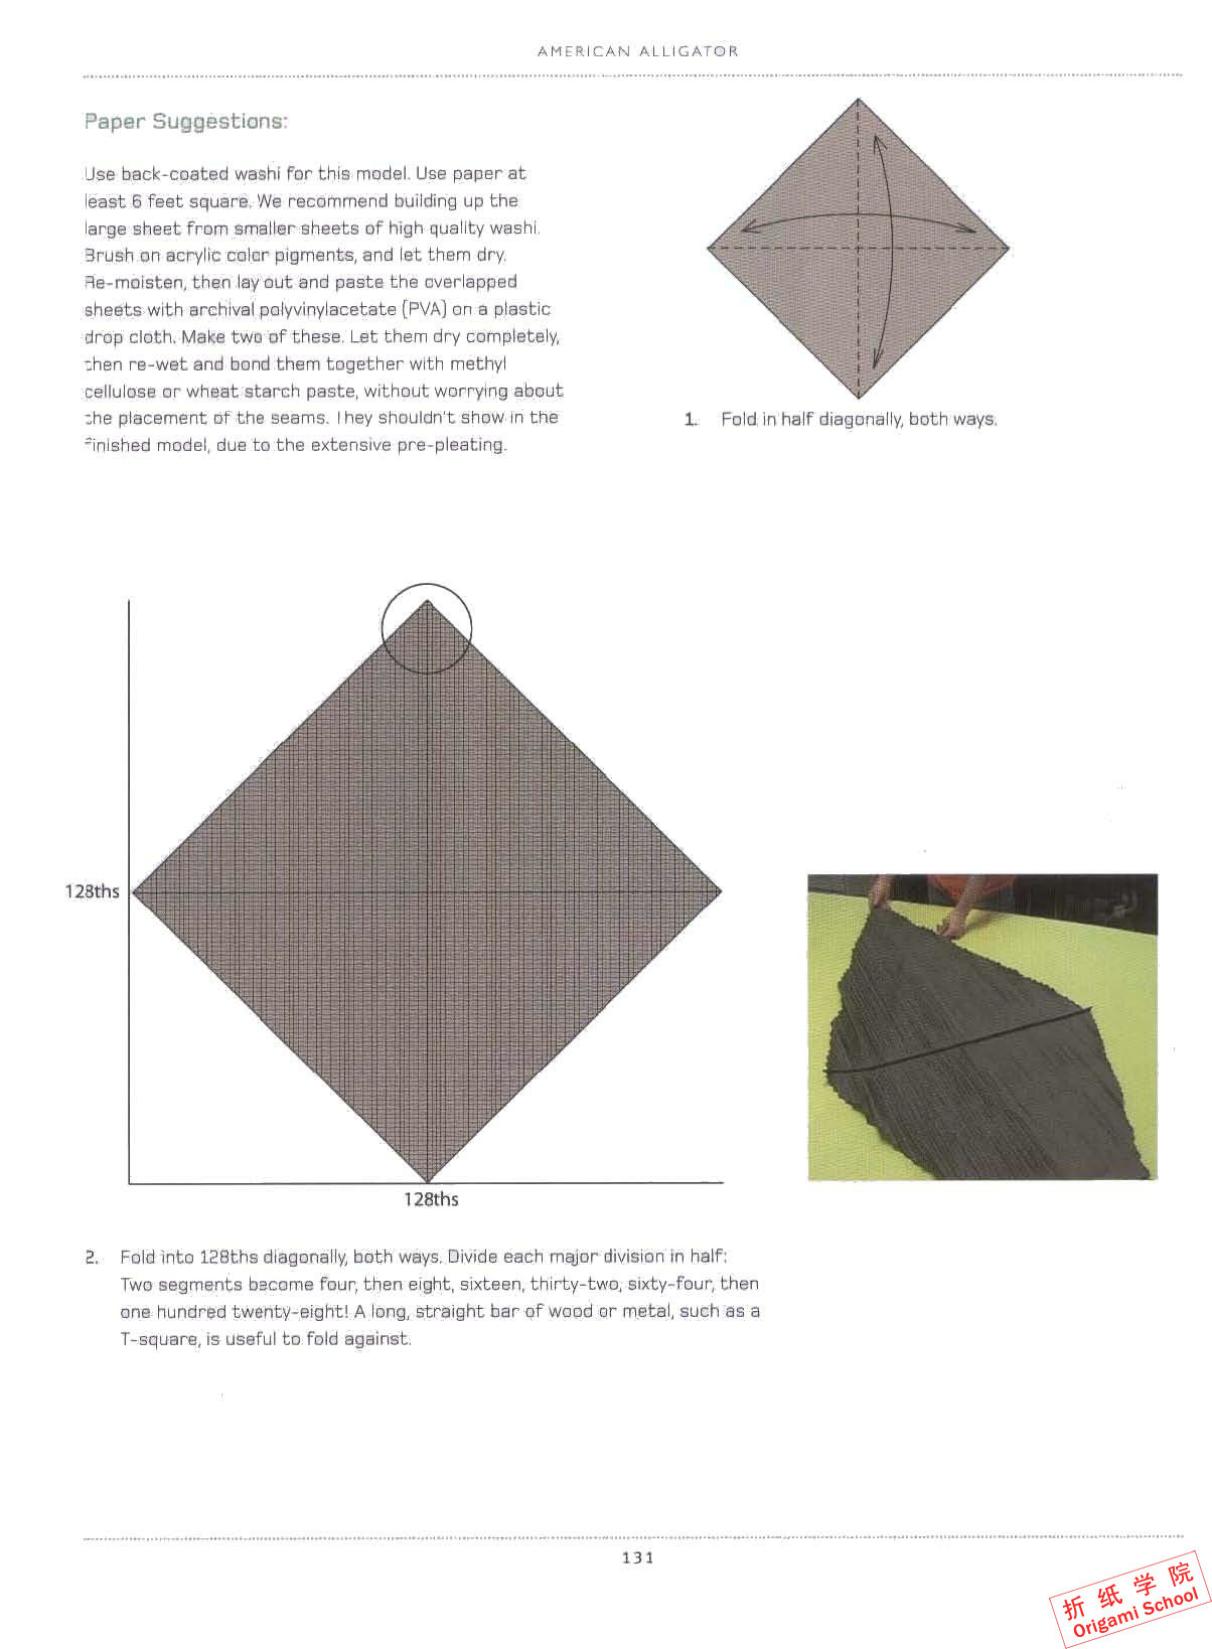 AMERICAN ALLIGATOR
Paper Suggestions:
Use back-coated washi for this model. Use paper at
least 6 feet square. We recommend building up the
large sheet from smaller sheets of high quality washi.
Brush on acrylic color pigments, and let them dry.
Re-moisten, then lay out and paste the overlapped
sheets with archival polyvinylacetate (PVA) on a plastic
drop cloth. Make two of these. Let them dry completely,
then re-wet and bond them together with methyl
cellulose or wheat starch paste, without worrying about
the placement of the seams. They shouldn't show in the
finished model, due to the extensive pre-pleating.
1. Fold in half diagonally, both ways.
128ths
128ths
2. Fold into 128ths diagonally, both ways. Divide each major division in half:
Two segments become four, then eight, sixteen, thirty-two, sixty-four, then
one hundred twenty-eight! A long, straight bar of wood or metal, such as a
T-square, is useful to fold against.
131
折纸学院
Origami School